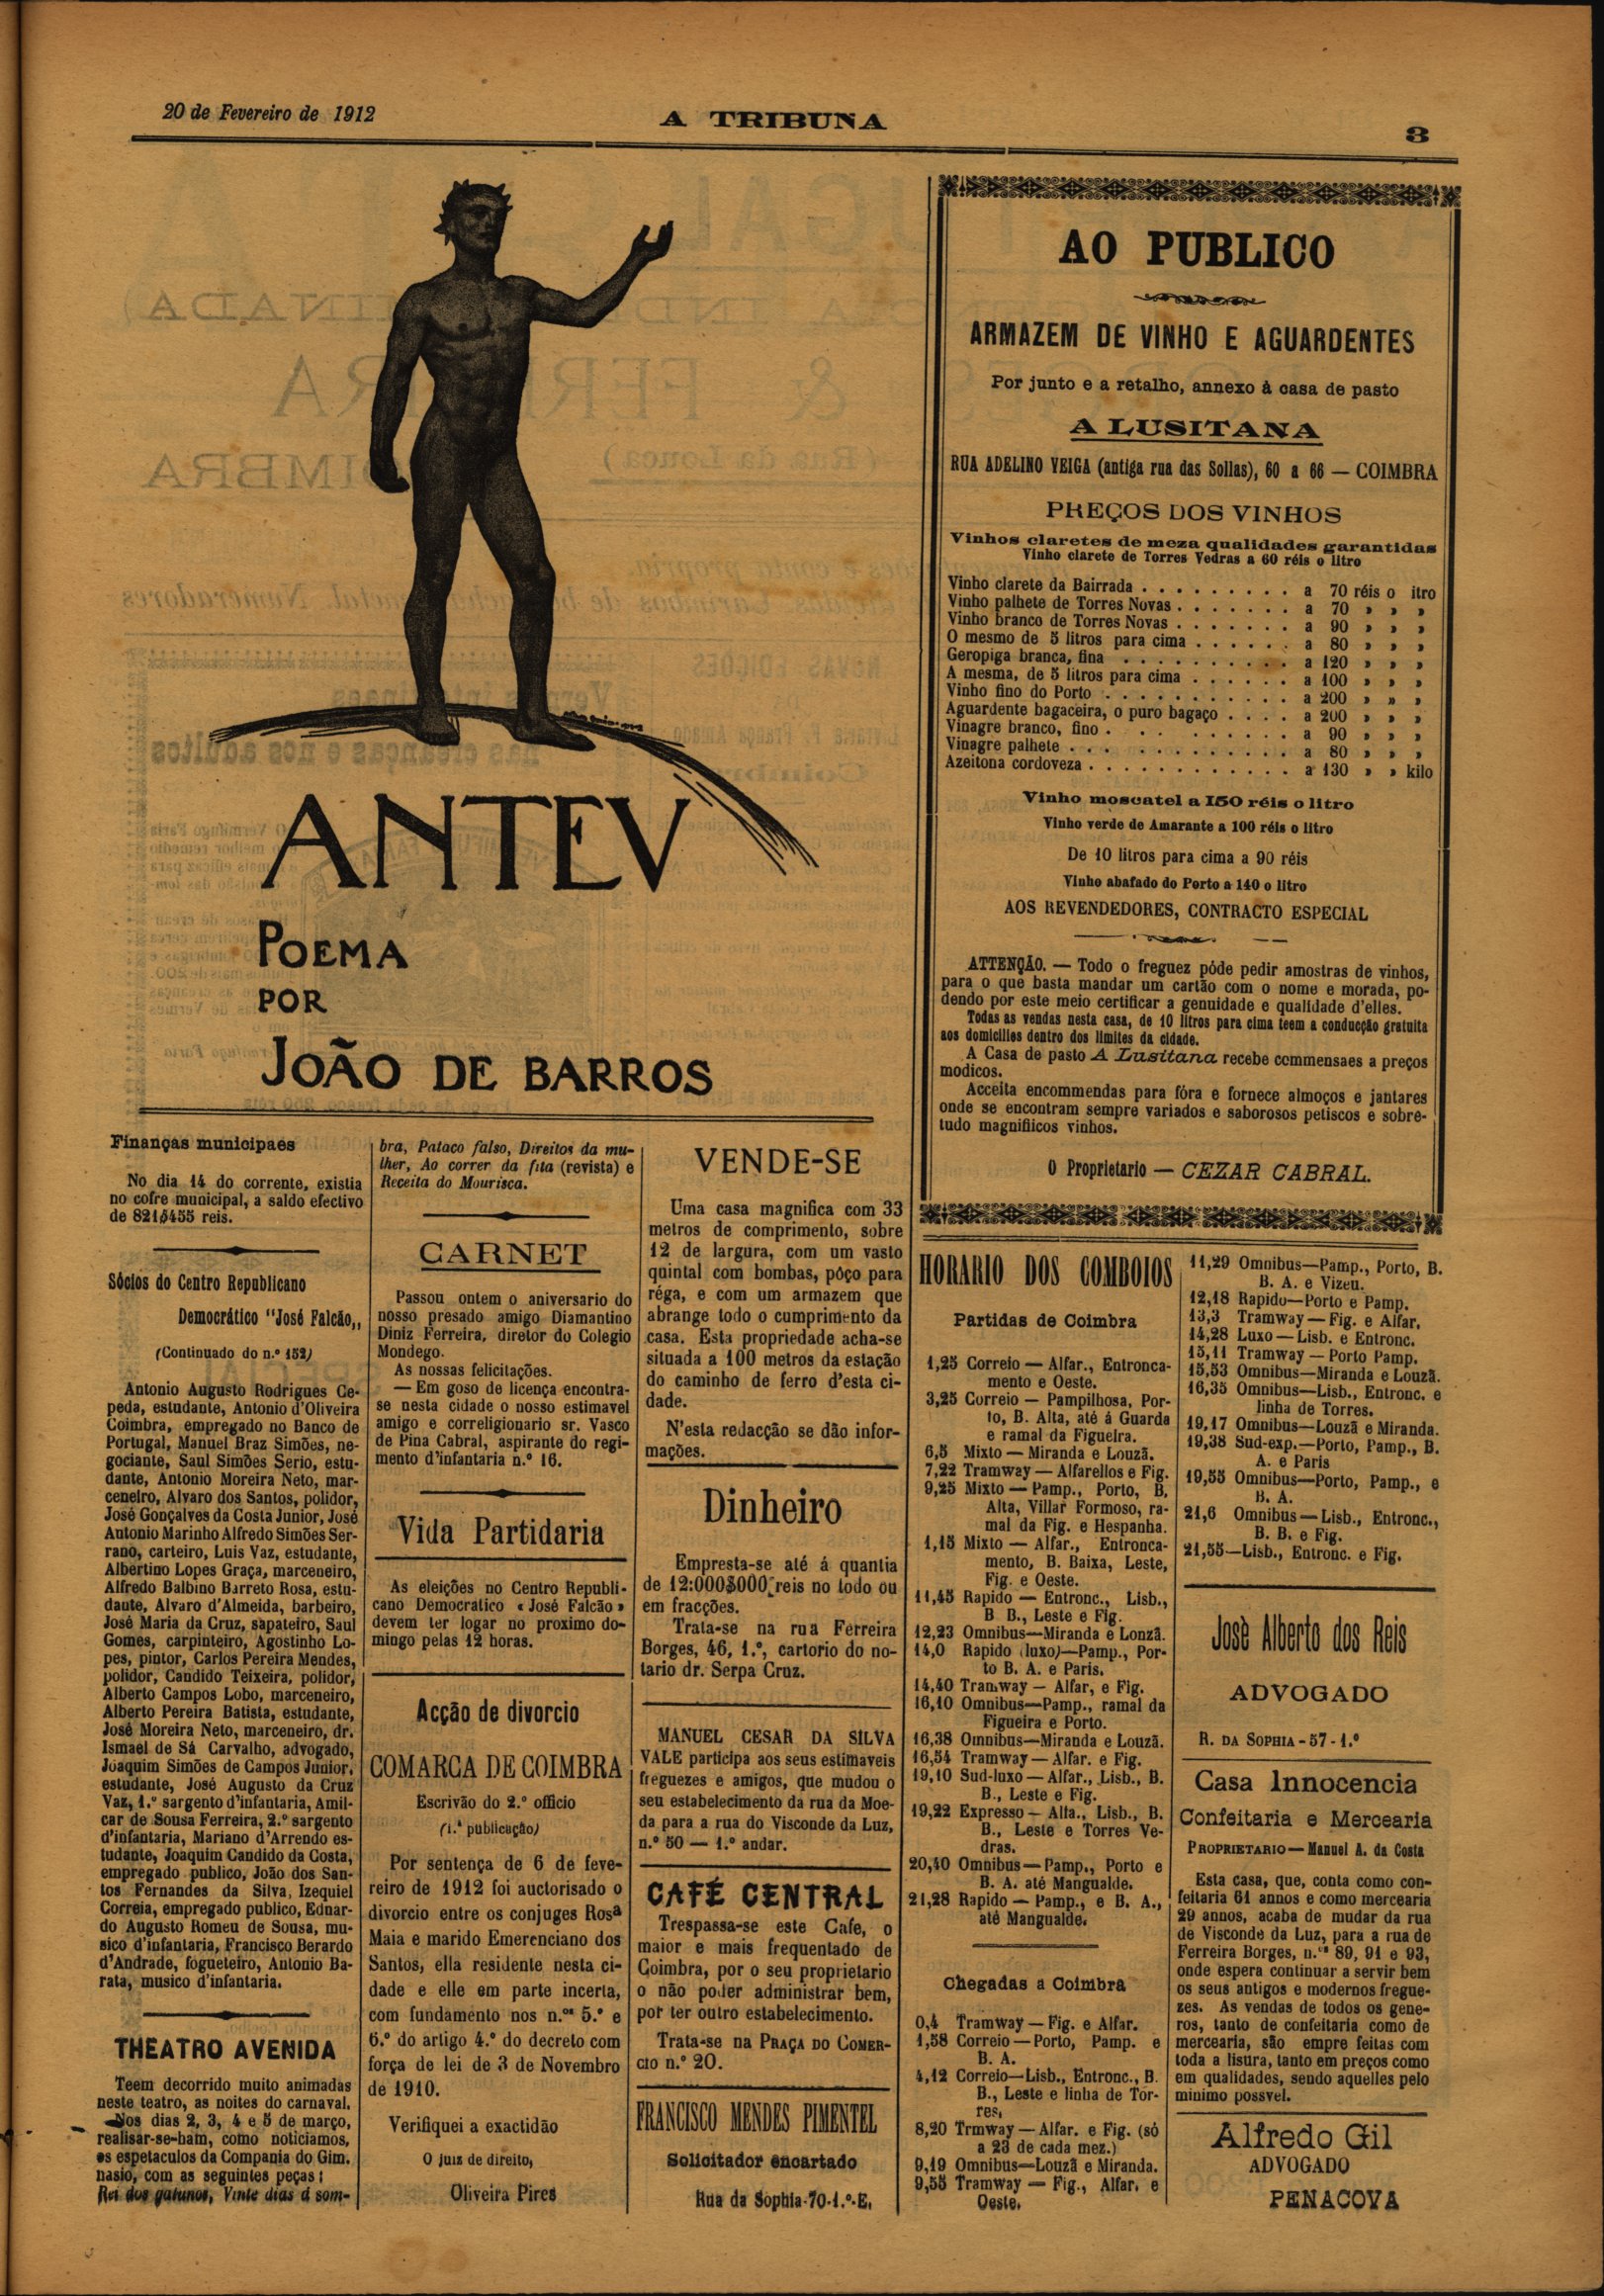 20 de Fevereiro de 1912
A TRIBUNA
3
ANTEV
POEMA
POR
JOÃO DE BARROS
Finanças municipaes
No dia 14 do corrente, existia
no cofre municipal, a saldo efectivo
de 821$455 reis.
Sócios do Centro Republicano
Democrático "José Falcão,,
(Continuado do n.º 152)
Antonio Augusto Rodrigues Ce-
peda, estudante, Antonio d'Oliveira
Coimbra, empregado no Banco de
Portugal, Manuel Braz Simões, ne-
gociante, Saul Simões Serio, estu-
dante, Antonio Moreira Neto, mar-
ceneiro, Alvaro dos Santos, polidor,
José Gonçalves da Costa Junior, José
Antonio Marinho Alfredo Simões Ser-
rano, carteiro, Luis Vaz, estudante,
Albertino Lopes Graça, marceneiro,
Alfredo Balbino Barreto Rosa, estu-
daute, Alvaro d'Almeida, barbeiro,
José Maria da Cruz, sapateiro, Saul
Gomes, carpinteiro, Agostinho Lo-
pes, pintor, Carlos Pereira Mendes,
polidor, Candido Teixeira, polidor,
Alberto Campos Lobo, marceneiro,
Alberto Pereira Batista, estudante,
José Moreira Neto, marceneiro, dr.
Ismael de Sá Carvalho, advogado,
Joaquim Simões de Campos Junior,
estudante, José Augusto da Cruz
Vaz, 1.º sargento d'infantaria, Amil-
car de Sousa Ferreira, 2.º sargento
d'infantaria, Mariano d'Arrendo es-
tudante, Joaquim Candido da Costa,
empregado publico, João dos San-
tos Fernandes da Silva, Izequiel
Correia, empregado publico, Ednar-
do Augusto Romeu de Sousa, mu-
sico d'infantaria, Francisco Berardo
d'Andrade, fogueteiro, Antonio Ba-
rata, musico d'infantaria.
THEATRO AVENIDA
Teem decorrido muito animadas
neste teatro, as noites do carnaval.
Nos dias 2, 3, 4 e 5 de março,
realisar-se-ham, como noticiamos,
os espetaculos da Compania do Gim.
nasio, com as seguintes peças:
Rei dos gatunos, Vinte dias á som-
bra, Pataco falso, Direitos da mu-
lher, Ao correr da fita (revista) e
Receita do Mourisca.
CARNET
Passou ontem o aniversario do
nosso presado amigo Diamantino
Diniz Ferreira, diretor do Colegio
Mondego.
As nossas felicitações.
— Em goso de licença encontra-
se nesta cidade o nosso estimavel
amigo e correligionario sr. Vasco
de Pina Cabral, aspirante do regi-
mento d'infantaria n.º 16.
Vida Partidaria
As eleições no Centro Republi-
cano Democratico «José Falcão»
devem ter logar no proximo do-
mingo pelas 12 horas.
Acção de divorcio
COMARCA DE COIMBRA
Escrivão do 2.º officio
(1.ª publicação)
Por sentença de 6 de feve-
reiro de 1912 foi auctorisado o
divorcio entre os conjuges Rosª
Maia e marido Emerenciano dos
Santos, ella residente nesta ci-
dade e elle em parte incerta,
com fundamento nos n.ºˢ 5.º e
6.º do artigo 4.º do decreto com
força de lei de 3 de Novembro
de 1910.
Verifiquei a exactidão
O juiz de direito,
Oliveira Pires
VENDE-SE
Uma casa magnifica com 33
metros de comprimento, sobre
12 de largura, com um vasto
quintal com bombas, pôço para
réga, e com um armazem que
abrange todo o cumprimento da
casa. Esta propriedade acha-se
situada a 100 metros da estação
do caminho de ferro d'esta ci-
dade.
N'esta redacção se dão infor-
mações.
Dinheiro
Empresta-se até á quantia
de 12:000$000 reis no todo ou
em fracções.
Trata-se na rua Ferreira
Borges, 46, 1.º, cartorio do no-
tario dr. Serpa Cruz.
MANUEL CESAR DA SILVA
VALE participa aos seus estimaveis
freguezes e amigos, que mudou o
seu estabelecimento da rua da Moe-
da para a rua do Visconde da Luz,
n.º 50 — 1.º andar.
CAFÉ CENTRAL
Trespassa-se este Cafe, o
maior e mais frequentado de
Coimbra, por o seu proprietario
o não poder administrar bem,
por ter outro estabelecimento.
Trata-se na PRAÇA DO COMER-
CIO n.º 20.
FRANCISCO MENDES PIMENTEL
Solicitador encartado
Rua da Sophia-70-1.º-E.
AO PUBLICO
ARMAZEM DE VINHO E AGUARDENTES
Por junto e a retalho, annexo à casa de pasto
A LUSITANA
RUA ADELINO VEIGA (antiga rua das Sollas), 60 a 66 — COIMBRA
PREÇOS DOS VINHOS
Vinhos claretes de meza qualidades garantidas
Vinho clarete de Torres Vedras a 60 réis o litro
Vinho clarete da Bairrada . . . . . . . . . a 70 réis o itro
Vinho palhete de Torres Novas . . . . . . . a 70 » » »
Vinho branco de Torres Novas . . . . . . . a 90 » » »
O mesmo de 5 litros para cima . . . . . . a 80 » » »
Geropiga branca, fina . . . . . . . . . . a 120 » » »
A mesma, de 5 litros para cima . . . . . . a 100 » » »
Vinho fino do Porto . . . . . . . . . . . a 200 » » »
Aguardente bagaceira, o puro bagaço . . . . a 200 » » »
Vinagre branco, fino . . . . . . . . . a 90 » » »
Vinagre palhete . . . . . . . . . . . a 80 » » »
Azeitona cordoveza . . . . . . . . . . . . a 130 » » kilo
Vinho moscatel a 150 réis o litro
Vinho verde de Amarante a 100 réis o litro
De 10 litros para cima a 90 réis
Vinho abafado do Porto a 140 o litro
AOS REVENDEDORES, CONTRACTO ESPECIAL
ATTENÇÃO. — Todo o freguez póde pedir amostras de vinhos,
para o que basta mandar um cartão com o nome e morada, po-
dendo por este meio certificar a genuidade e qualidade d'elles.
Todas as vendas nesta casa, de 10 litros para cima teem a conducção gratuita
aos domicilios dentro dos limites da cidade.
A Casa de pasto A Lusitana recebe commensaes a preços
modicos.
Acceita encommendas para fóra e fornece almoços e jantares
onde se encontram sempre variados e saborosos petiscos e sobre-
tudo magnifiicos vinhos.
O Proprietario — CEZAR CABRAL.
HORARIO DOS COMBOIOS
Partidas de Coimbra
1,25 Correio — Alfar., Entronca-
mento e Oeste.
3,25 Correio — Pampilhosa, Por-
to, B. Alta, até á Guarda
e ramal da Figueira.
6,5 Mixto — Miranda e Louzã.
7,22 Tramway — Alfarellos e Fig.
9,25 Mixto — Pamp., Porto, B.
Alta, Villar Formoso, ra-
mal da Fig. e Hespanha.
1,15 Mixto — Alfar., Entronca-
mento, B. Baixa, Leste,
Fig. e Oeste.
11,45 Rapido — Entronc., Lisb.,
B B., Leste e Fig.
12,23 Omnibus—Miranda e Lonzã.
14,0 Rapido (luxo)—Pamp., Por-
to B. A. e Paris.
14,40 Tramway — Alfar, e Fig.
16,10 Omnibus—Pamp., ramal da
Figueira e Porto.
16,38 Omnibus—Miranda e Louzã.
16,54 Tramway — Alfar. e Fig.
19,10 Sud-luxo — Alfar., Lisb., B.
B., Leste e Fig.
19,22 Expresso — Alfa., Lisb., B.
B., Leste e Torres Ve-
dras.
20,40 Omnibus — Pamp., Porto e
B. A. até Mangualde.
21,28 Rapido — Pamp., e B. A.,
até Mangualde.
Chegadas a Coimbra
0,4 Tramway — Fig. e Alfar.
1,58 Correio — Porto, Pamp. e
B. A.
4,12 Correio—Lisb., Entronc., B.
B., Leste e linha de Tor-
res,
8,20 Trmway — Alfar. e Fig. (só
a 23 de cada mez.)
9,19 Omnibus—Louzã e Miranda.
9,55 Tramway — Fig., Alfar. e
Oeste.
11,29 Omnibus—Pamp., Porto, B.
B. A. e Vizeu.
12,18 Rapido—Porto e Pamp.
13,3 Tramway — Fig. e Alfar.
14,28 Luxo — Lisb. e Entronc.
15,11 Tramway — Porto Pamp.
15,53 Omnibus—Miranda e Louzã.
16,35 Omnibus—Lisb., Entronc. e
linha de Torres.
19,17 Omnibus—Louzã e Miranda.
19,38 Sud-exp.—Porto, Pamp., B.
A. e Paris
19,55 Omnibus—Porto, Pamp., e
B. A.
21,6 Omnibus — Lisb., Entronc.,
B. B. e Fig.
21,55—Lisb., Entronc. e Fig.
Josè Alberto dos Reis
ADVOGADO
R. DA SOPHIA - 57 - 1.º
Casa Innocencia
Confeitaria e Mercearia
PROPRIETARIO — Manuel A. da Costa
Esta casa, que, conta como con-
feitaria 61 annos e como mercearia
29 annos, acaba de mudar da rua
de Visconde da Luz, para a rua de
Ferreira Borges, n.ºˢ 89, 91 e 93,
onde espera continuar a servir bem
os seus antigos e modernos fregue-
zes. As vendas de todos os gene-
ros, tanto de confeitaria como de
mercearia, são empre feitas com
toda a lisura, tanto em preços como
em qualidades, sendo aquelles pelo
minimo possvel.
Alfredo Gil
ADVOGADO
PENACOVA